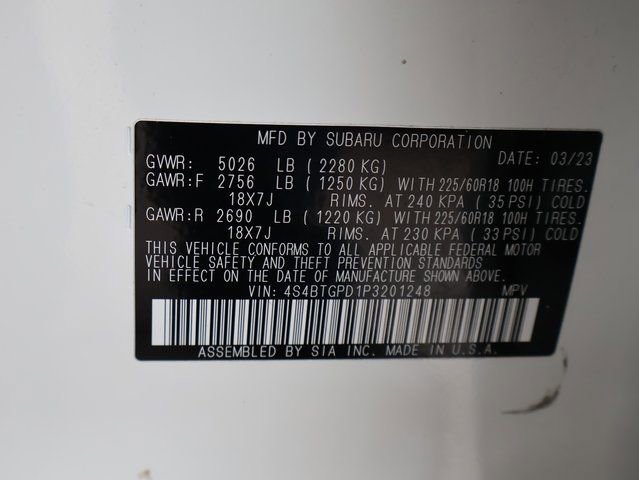 MFD BY SUBARU CORPORATION
GVWR: 5026 LB ( 2280 KG) DATE: 03/23
GAWR:F 2756 LB ( 1250 KG) WITH 225/60R18 100H TIRES.
18X7J RIMS. AT 240 KPA ( 35 PSI) COLD
GAWR:R 2690 LB ( 1220 KG) WITH 225/60R18 100H TIRES.
18X7J RIMS. AT 230 KPA ( 33 PSI) COLD
THIS VEHICLE CONFORMS TO ALL APPLICABLE FEDERAL MOTOR
VEHICLE SAFETY AND THEFT PREVENTION STANDARDS
IN EFFECT ON THE DATE OF MANUFACTURE SHOWN ABOVE.
VIN: 4S4BTGPD1P3201248 MPV
ASSEMBLED BY SIA INC. MADE IN U.S.A.